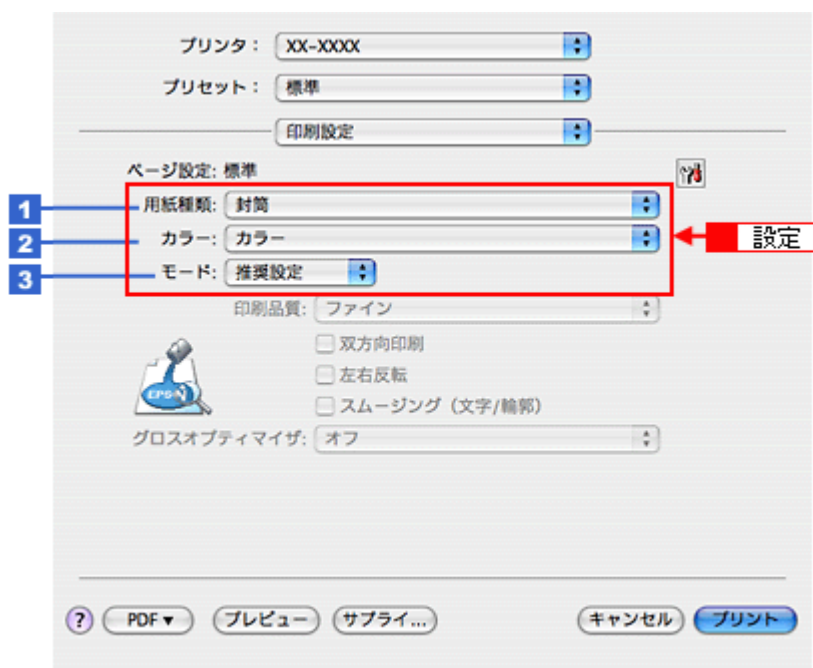 プリンタ： XX-XXXX
プリセット： 標準
印刷設定
ページ設定: 標準
1 用紙種類: 封筒
2 カラー: カラー
3 モード: 推奨設定
設定
印刷品質: ファイン
双方向印刷
左右反転
スムージング（文字/輪郭）
EPSON
グロスオプティマイザ: オフ
? PDF▼ プレビュー サプライ... キャンセル プリント